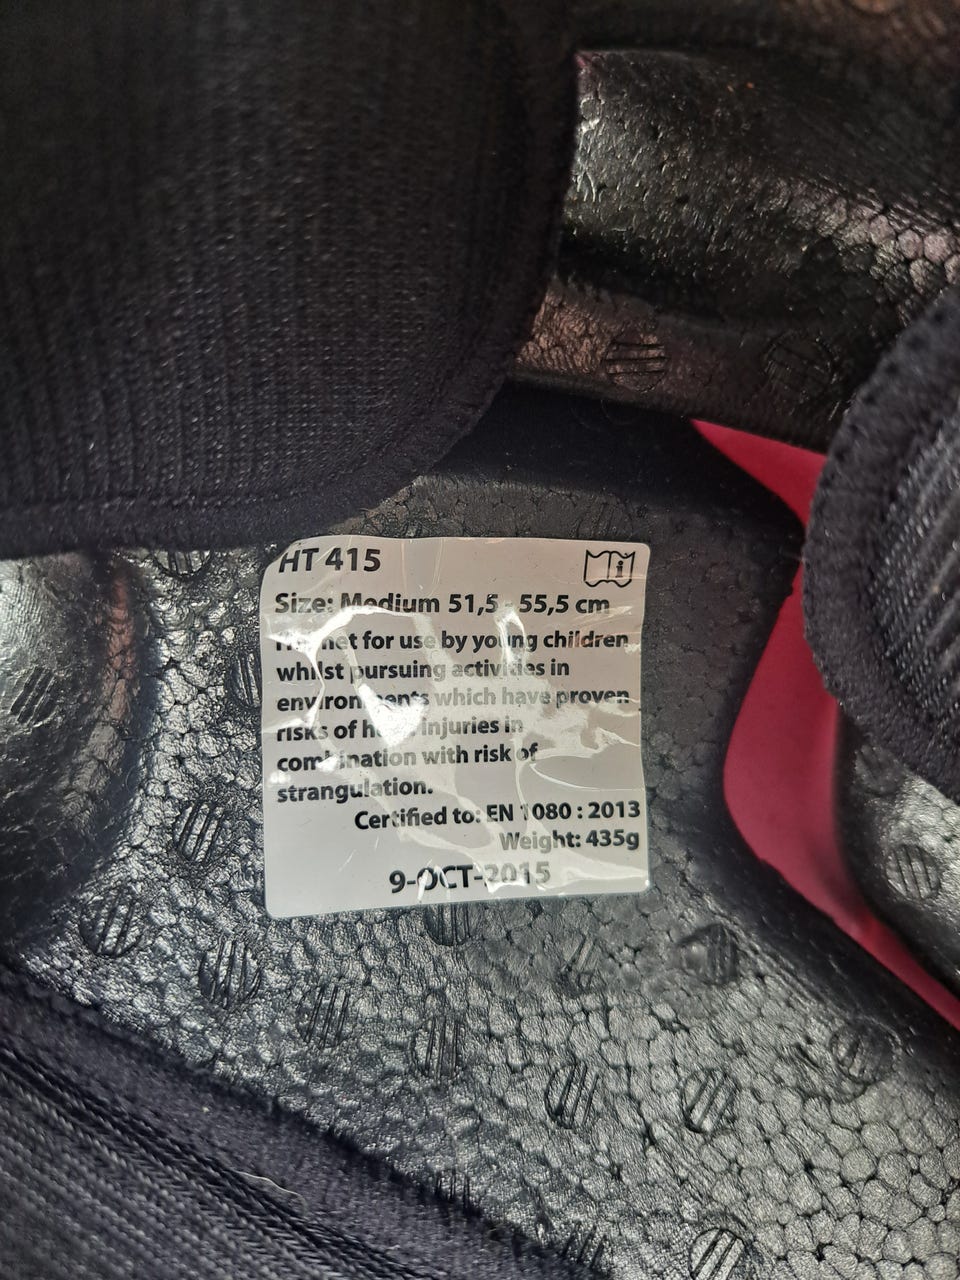 HT 415
i
Size: Medium 51,5 - 55,5 cm
Helmet for use by young children
whilst pursuing activities in
environments which have proven
risks of head injuries in
combination with risk of
strangulation.
Certified to: EN 1080 : 2013
Weight: 435g
9-OCT-2015